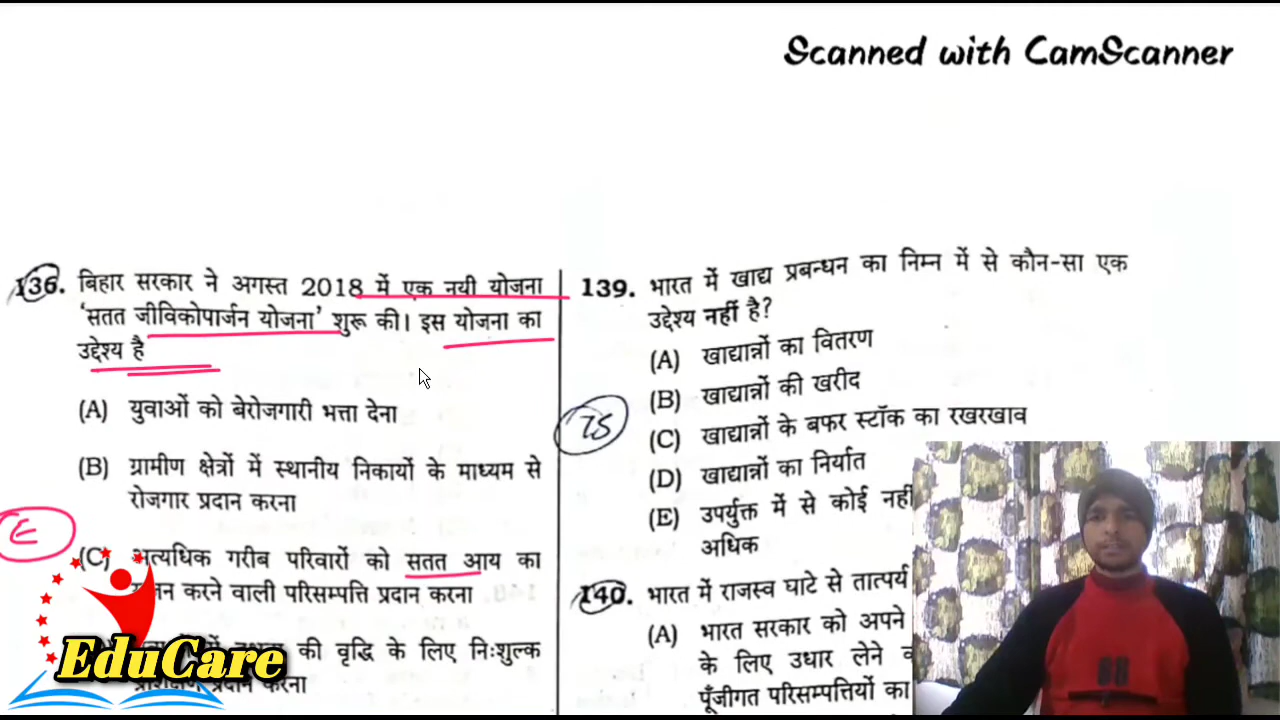 Scanned with CamScanner
136. बिहार सरकार ने अगस्त 2018 में एक नयी योजना
‘सतत जीविकोपार्जन योजना’ शुरू की। इस योजना का
उद्देश्य है
(A) युवाओं को बेरोजगारी भत्ता देना
(B) ग्रामीण क्षेत्रों में स्थानीय निकायों के माध्यम से
रोजगार प्रदान करना
E
(C) अत्यधिक गरीब परिवारों को सतत आय का
करने वाली परिसम्पत्ति प्रदान करना
की वृद्धि के लिए निःशुल्क
प्रदान करना
EduCare
139. भारत में खाद्य प्रबन्धन का निम्न में से कौन-सा एक
उद्देश्य नहीं है?
(A) खाद्यान्नों का वितरण
(B) खाद्यान्नों की खरीद
(C) खाद्यान्नों के बफर स्टॉक का रखरखाव
(D) खाद्यान्नों का निर्यात
(E) उपर्युक्त में से कोई नहीं
अधिक
140. भारत में राजस्व घाटे से तात्पर्य
(A) भारत सरकार को अपने
के लिए उधार लेने
पूँजीगत परिसम्पत्तियों का